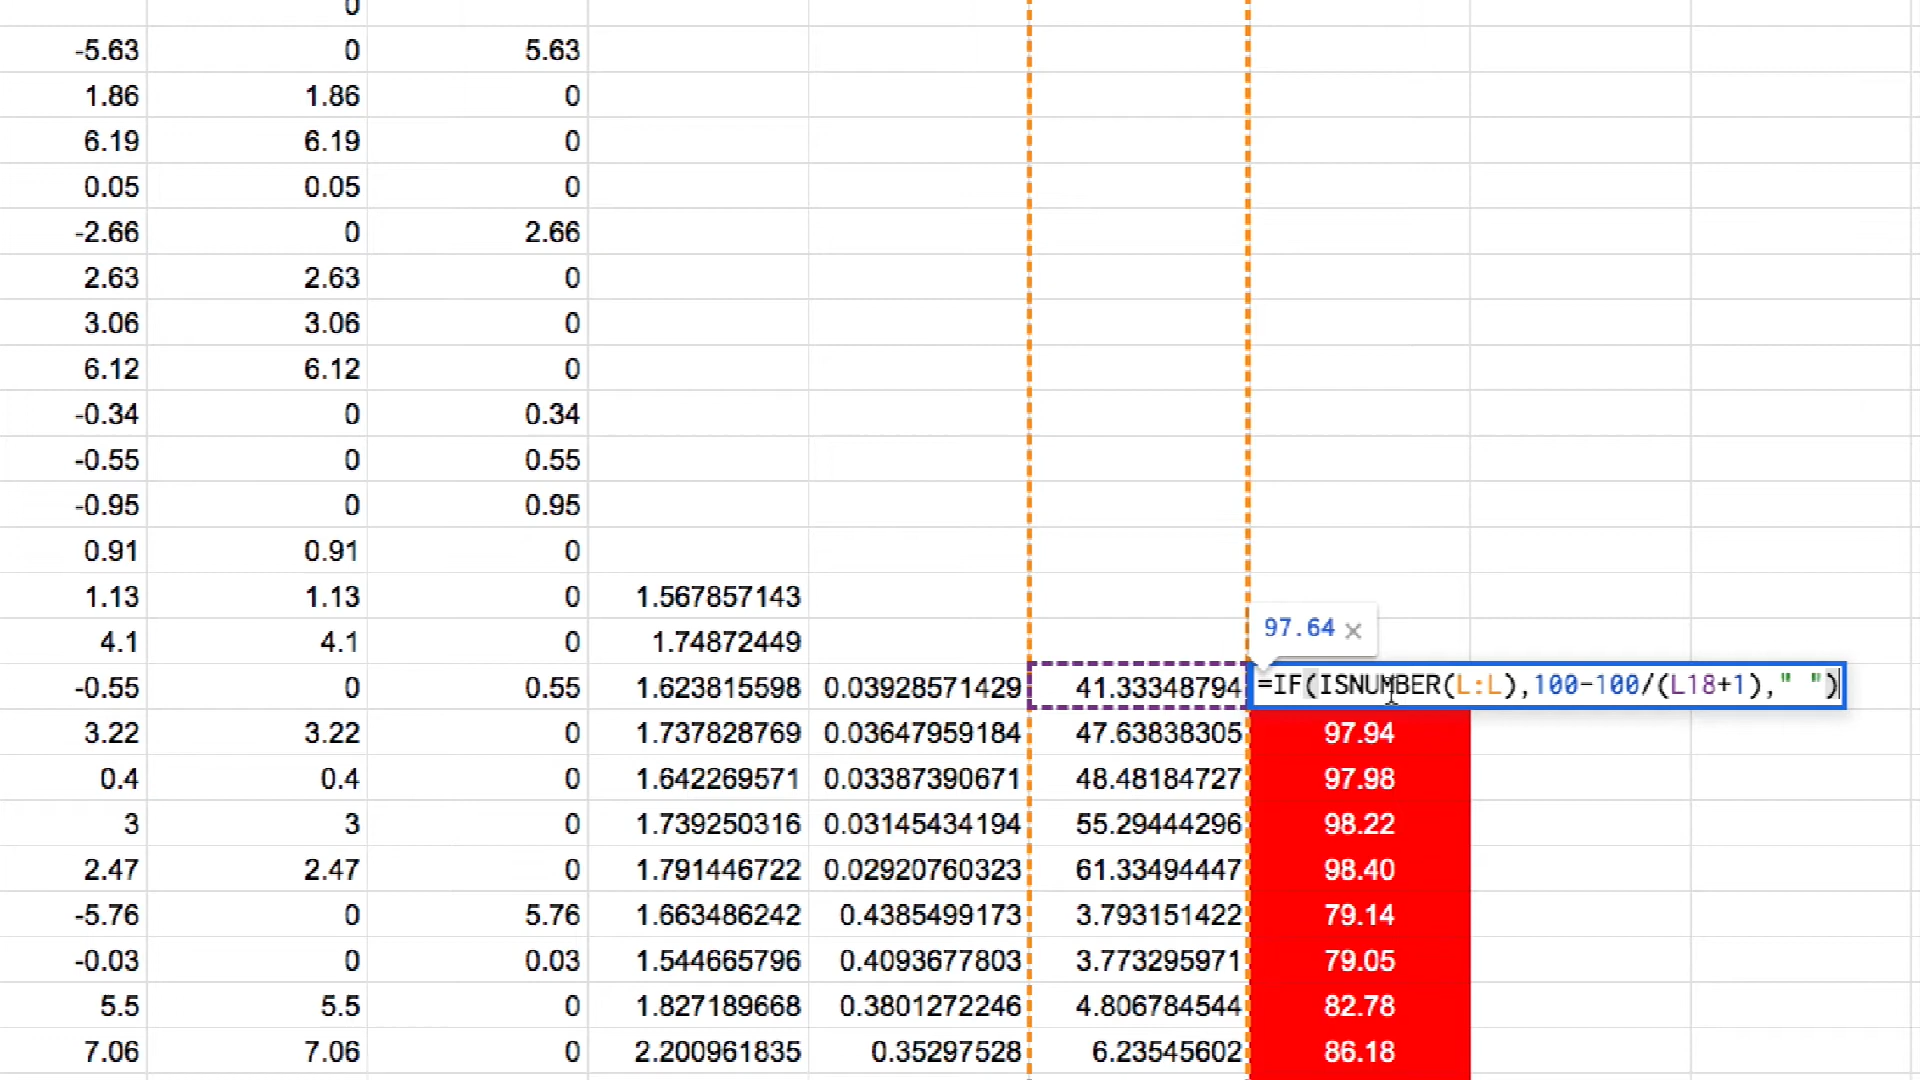 0
-5.63 0 5.63
1.86 1.86 0
6.19 6.19 0
0.05 0.05 0
-2.66 0 2.66
2.63 2.63 0
3.06 3.06 0
6.12 6.12 0
-0.34 0 0.34
-0.55 0 0.55
-0.95 0 0.95
0.91 0.91 0
1.13 1.13 0 1.567857143
97.64 ×
4.1 4.1 0 1.74872449
-0.55 0 0.55 1.623815598 0.03928571429 41.33348794 =IF(ISNUMBER(L:L),100-100/(L18+1)," ")
3.22 3.22 0 1.737828769 0.03647959184 47.63838305 97.94
0.4 0.4 0 1.642269571 0.03387390671 48.48184727 97.98
3 3 0 1.739250316 0.03145434194 55.29444296 98.22
2.47 2.47 0 1.791446722 0.02920760323 61.33494447 98.40
-5.76 0 5.76 1.663486242 0.4385499173 3.793151422 79.14
-0.03 0 0.03 1.544665796 0.4093677803 3.773295971 79.05
5.5 5.5 0 1.827189668 0.3801272246 4.806784544 82.78
7.06 7.06 0 2.200961835 0.35297528 6.23545602 86.18